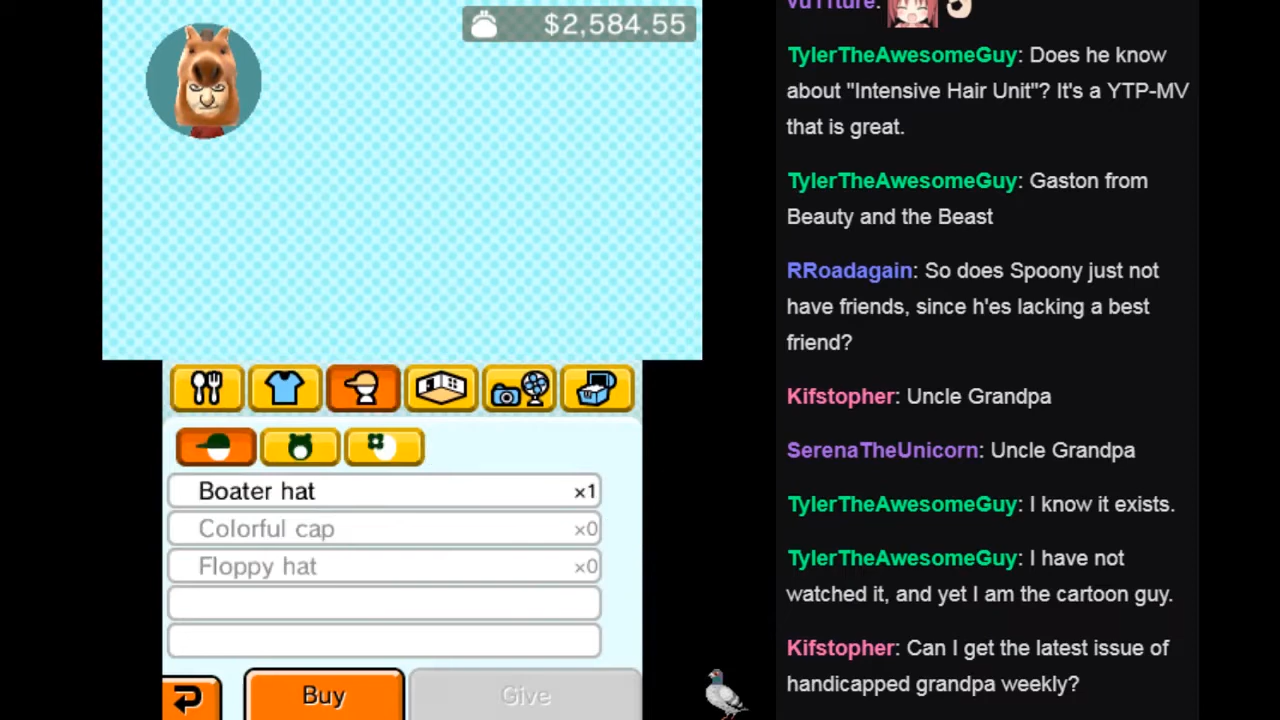 $2,584.55
Boater hat ×1
Colorful cap ×0
Floppy hat ×0
Buy
Give
TylerTheAwesomeGuy: Does he know
about "Intensive Hair Unit"? It's a YTP-MV
that is great.
TylerTheAwesomeGuy: Gaston from
Beauty and the Beast
RRoadagain: So does Spoony just not
have friends, since h'es lacking a best
friend?
Kifstopher: Uncle Grandpa
SerenaTheUnicorn: Uncle Grandpa
TylerTheAwesomeGuy: I know it exists.
TylerTheAwesomeGuy: I have not
watched it, and yet I am the cartoon guy.
Kifstopher: Can I get the latest issue of
handicapped grandpa weekly?